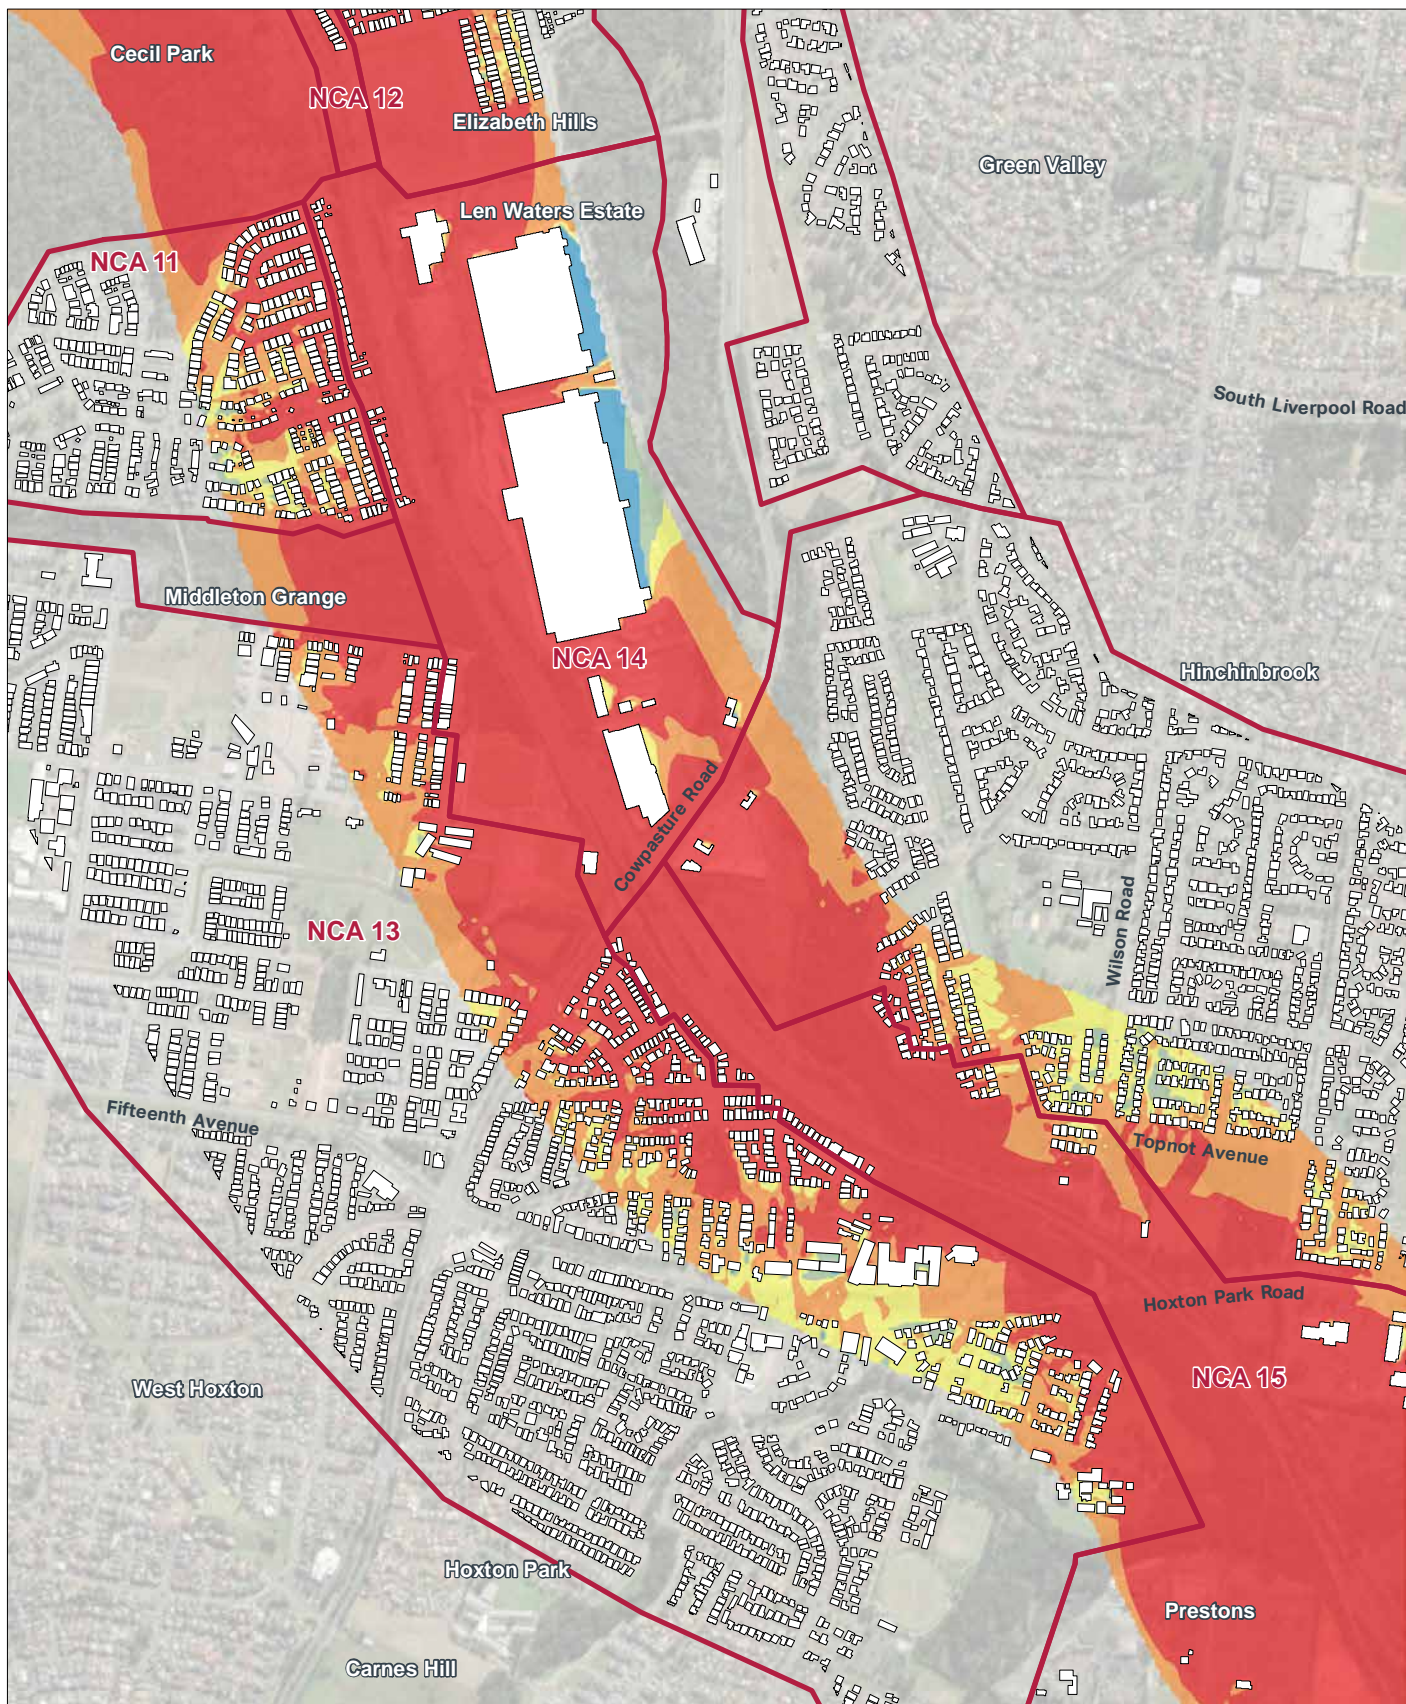 Cecil Park
NCA 12
Elizabeth Hills
Green Valley
Len Waters Estate
NCA 11
South Liverpool Road
Middleton Grange
NCA 14
Hinchinbrook
Cowpasture Road
Wilson Road
NCA 13
Fifteenth Avenue
Topnot Avenue
Hoxton Park Road
NCA 15
West Hoxton
Hoxton Park
Prestons
Carnes Hill